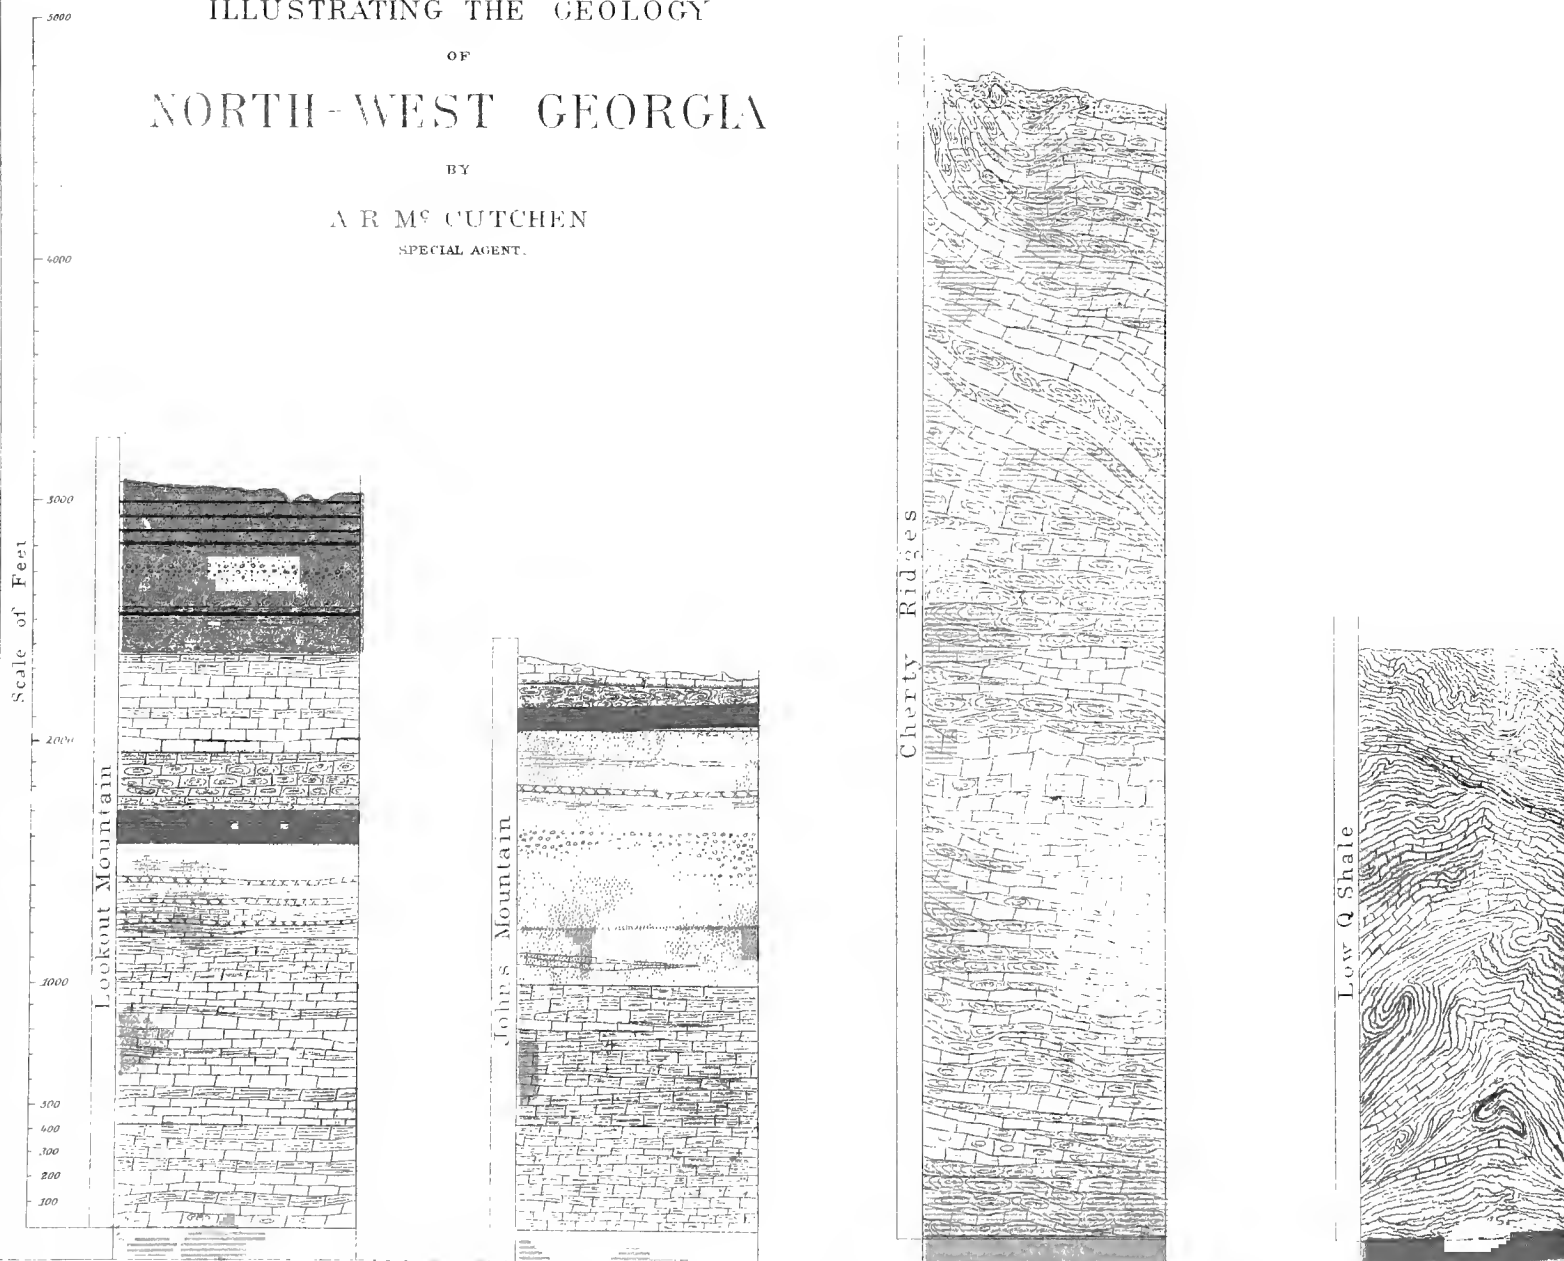 ILLUSTRATING THE GEOLOGY
OF
NORTH-WEST GEORGIA
BY
A R Mc CUTCHEN
SPECIAL AGENT.
Scale of Feet
5000
4000
3000
2000
1000
500
400
300
200
100
Lookout Mountain
Johns Mountain
Cherty Ridges
Low Q Shale